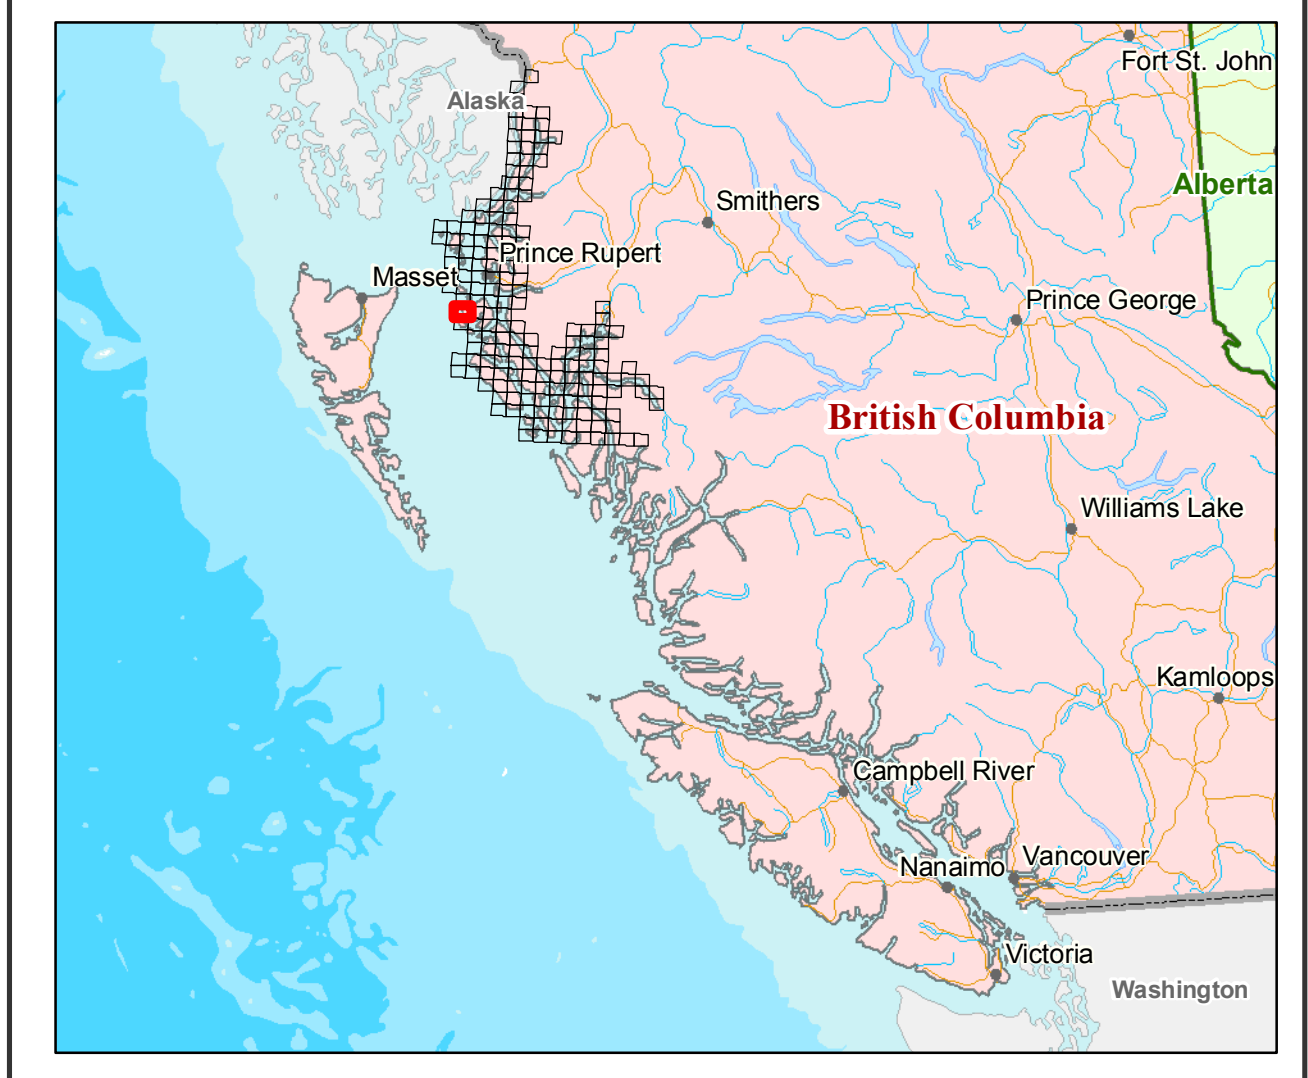 Fort St. John
Alaska
Alberta
Smithers
Prince Rupert
Masset
Prince George
British Columbia
Williams Lake
Kamloops
Campbell River
Vancouver
Nanaimo
Victoria
Washington